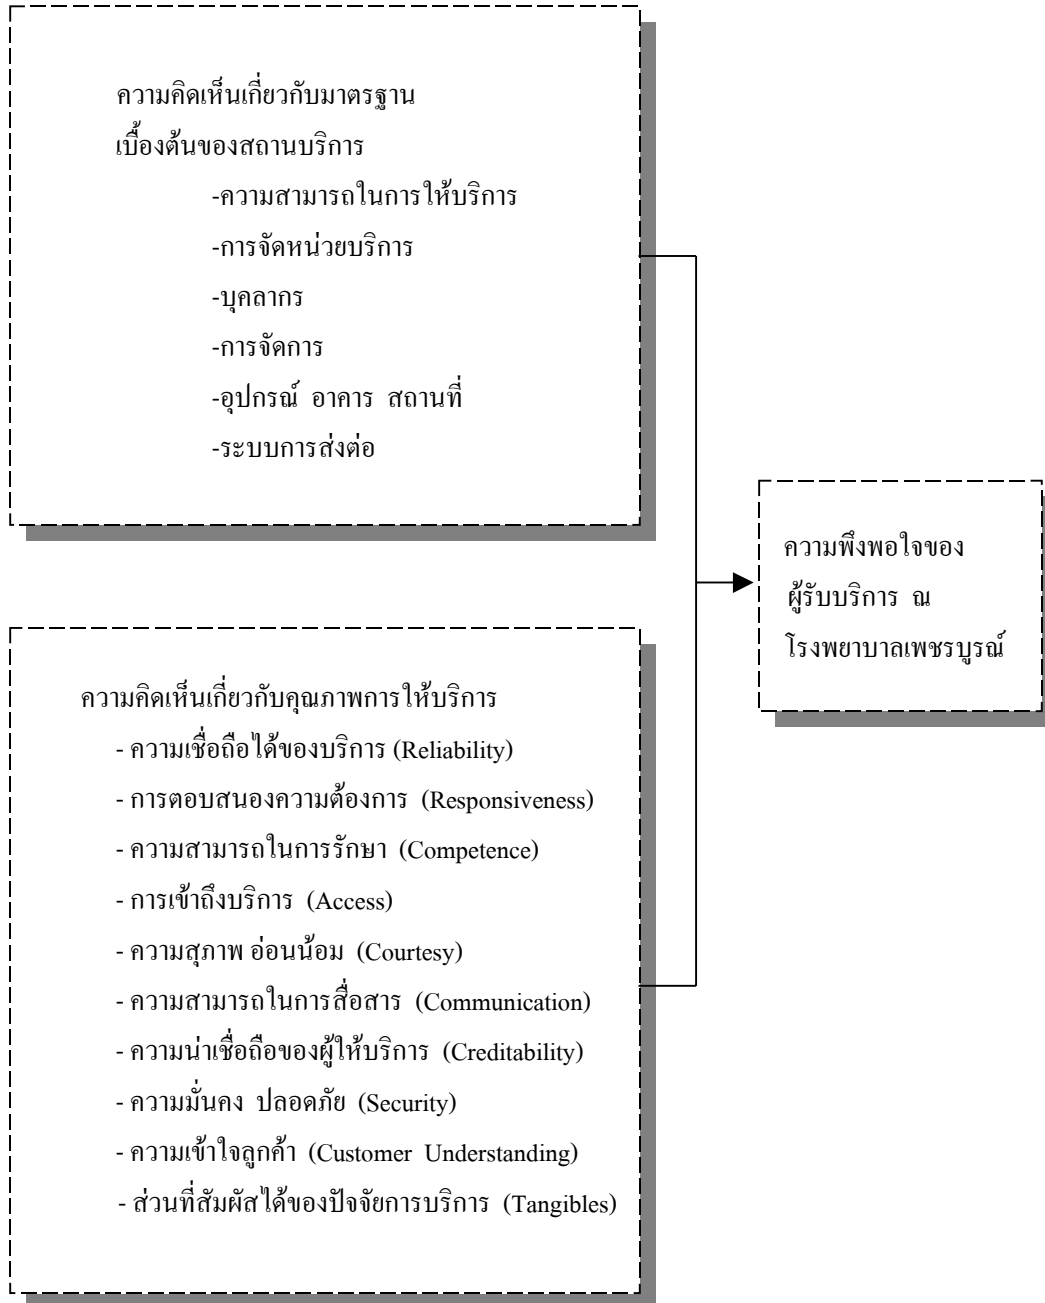 ความคิดเห็นเกี่ยวกับมาตรฐาน
เบื้องต้นของสถานบริการ
-ความสามารถในการให้บริการ
-การจัดหน่วยบริการ
-บุคลากร
-การจัดการ
-อุปกรณ์ อาคาร สถานที่
-ระบบการส่งต่อ
ความพึงพอใจของ
ผู้รับบริการ ณ
โรงพยาบาลเพชรบูรณ์
ความคิดเห็นเกี่ยวกับคุณภาพการให้บริการ
- ความเชื่อถือได้ของบริการ (Reliability)
- การตอบสนองความต้องการ (Responsiveness)
- ความสามารถในการรักษา (Competence)
- การเข้าถึงบริการ (Access)
- ความสุภาพ อ่อนน้อม (Courtesy)
- ความสามารถในการสื่อสาร (Communication)
- ความน่าเชื่อถือของผู้ให้บริการ (Creditability)
- ความมั่นคง ปลอดภัย (Security)
- ความเข้าใจลูกค้า (Customer Understanding)
- ส่วนที่สัมผัสได้ของปัจจัยการบริการ (Tangibles)